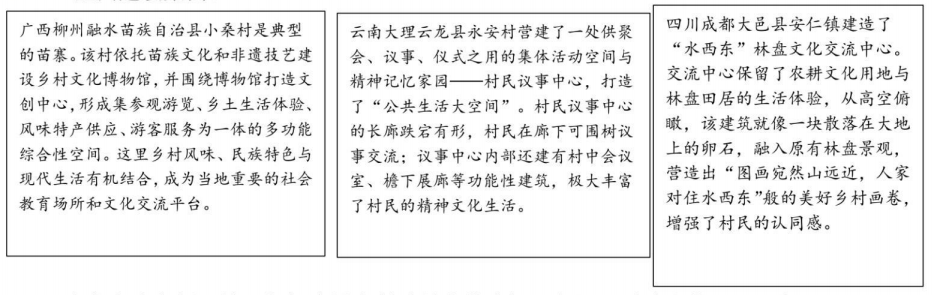 广西柳州融水苗族自治县小桑村是典型
的苗寨。该村依托苗族文化和非遗技艺建
设乡村文化博物馆，并围绕博物馆打造文
创中心，形成集参观游览、乡土生活体验、
风味特产供应、游客服务为一体的多功能
综合性空间。这里乡村风味、民族特色与
现代生活有机结合，成为当地重要的社会
教育场所和文化交流平台。
云南大理云龙县永安村营建了一处供聚
会、议事、仪式之用的集体活动空间与
精神记忆家园——村民议事中心，打造
了“公共生活大空间”。村民议事中心
的长廊跌宕有形，村民在廊下可围树议
事交流；议事中心内部还建有村中会议
室、檐下展廊等功能性建筑，极大丰富
了村民的精神文化生活。
四川成都大邑县安仁镇建造了
“水西东”林盘文化交流中心。
交流中心保留了农耕文化用地与
林盘田居的生活体验，从高空俯
瞰，该建筑就像一块散落在大地
上的卵石，融入原有林盘景观，
营造出“图画宛然山远近，人家
对住水西东”般的美好乡村画卷，
增强了村民的认同感。